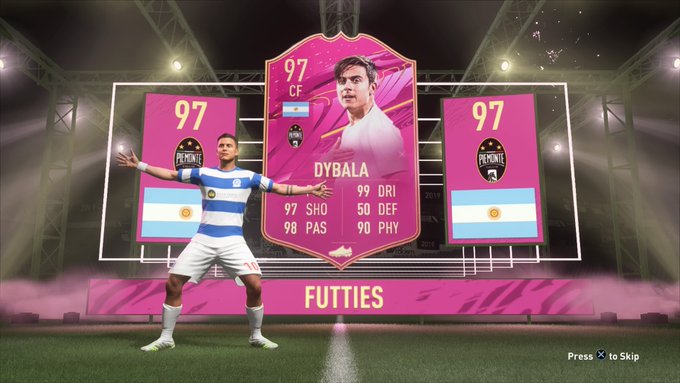 97
97
CF
97
PIEMONTE
PIEMONTE
DYBALA
99 DRI
97 SHO
50 DEF
98 PAS
90 PHY
FUTTIES
Press X to Skip